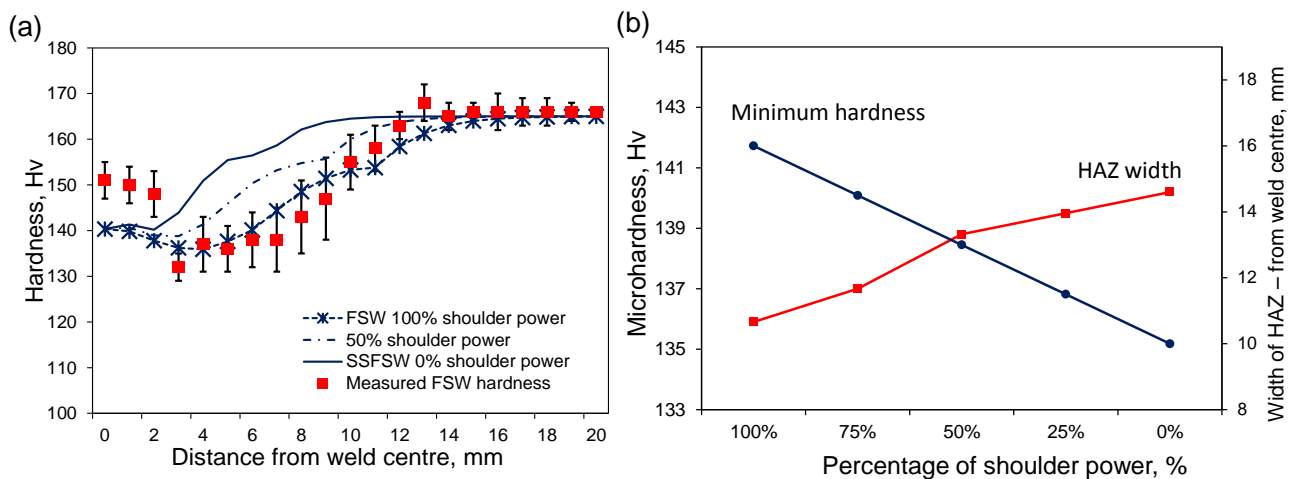 (a)
Hardness, Hv
180
170
160
150
140
130
120
110
100
FSW 100% shoulder power
50% shoulder power
SSFSW 0% shoulder power
Measured FSW hardness
0 2 4 6 8 10 12 14 16 18 20
Distance from weld centre, mm
(b)
Microhardness, Hv
145
143
141
139
137
135
133
Minimum hardness
HAZ width
18
16
14
12
10
8
Width of HAZ – from weld centre, mm
100% 75% 50% 25% 0%
Percentage of shoulder power, %